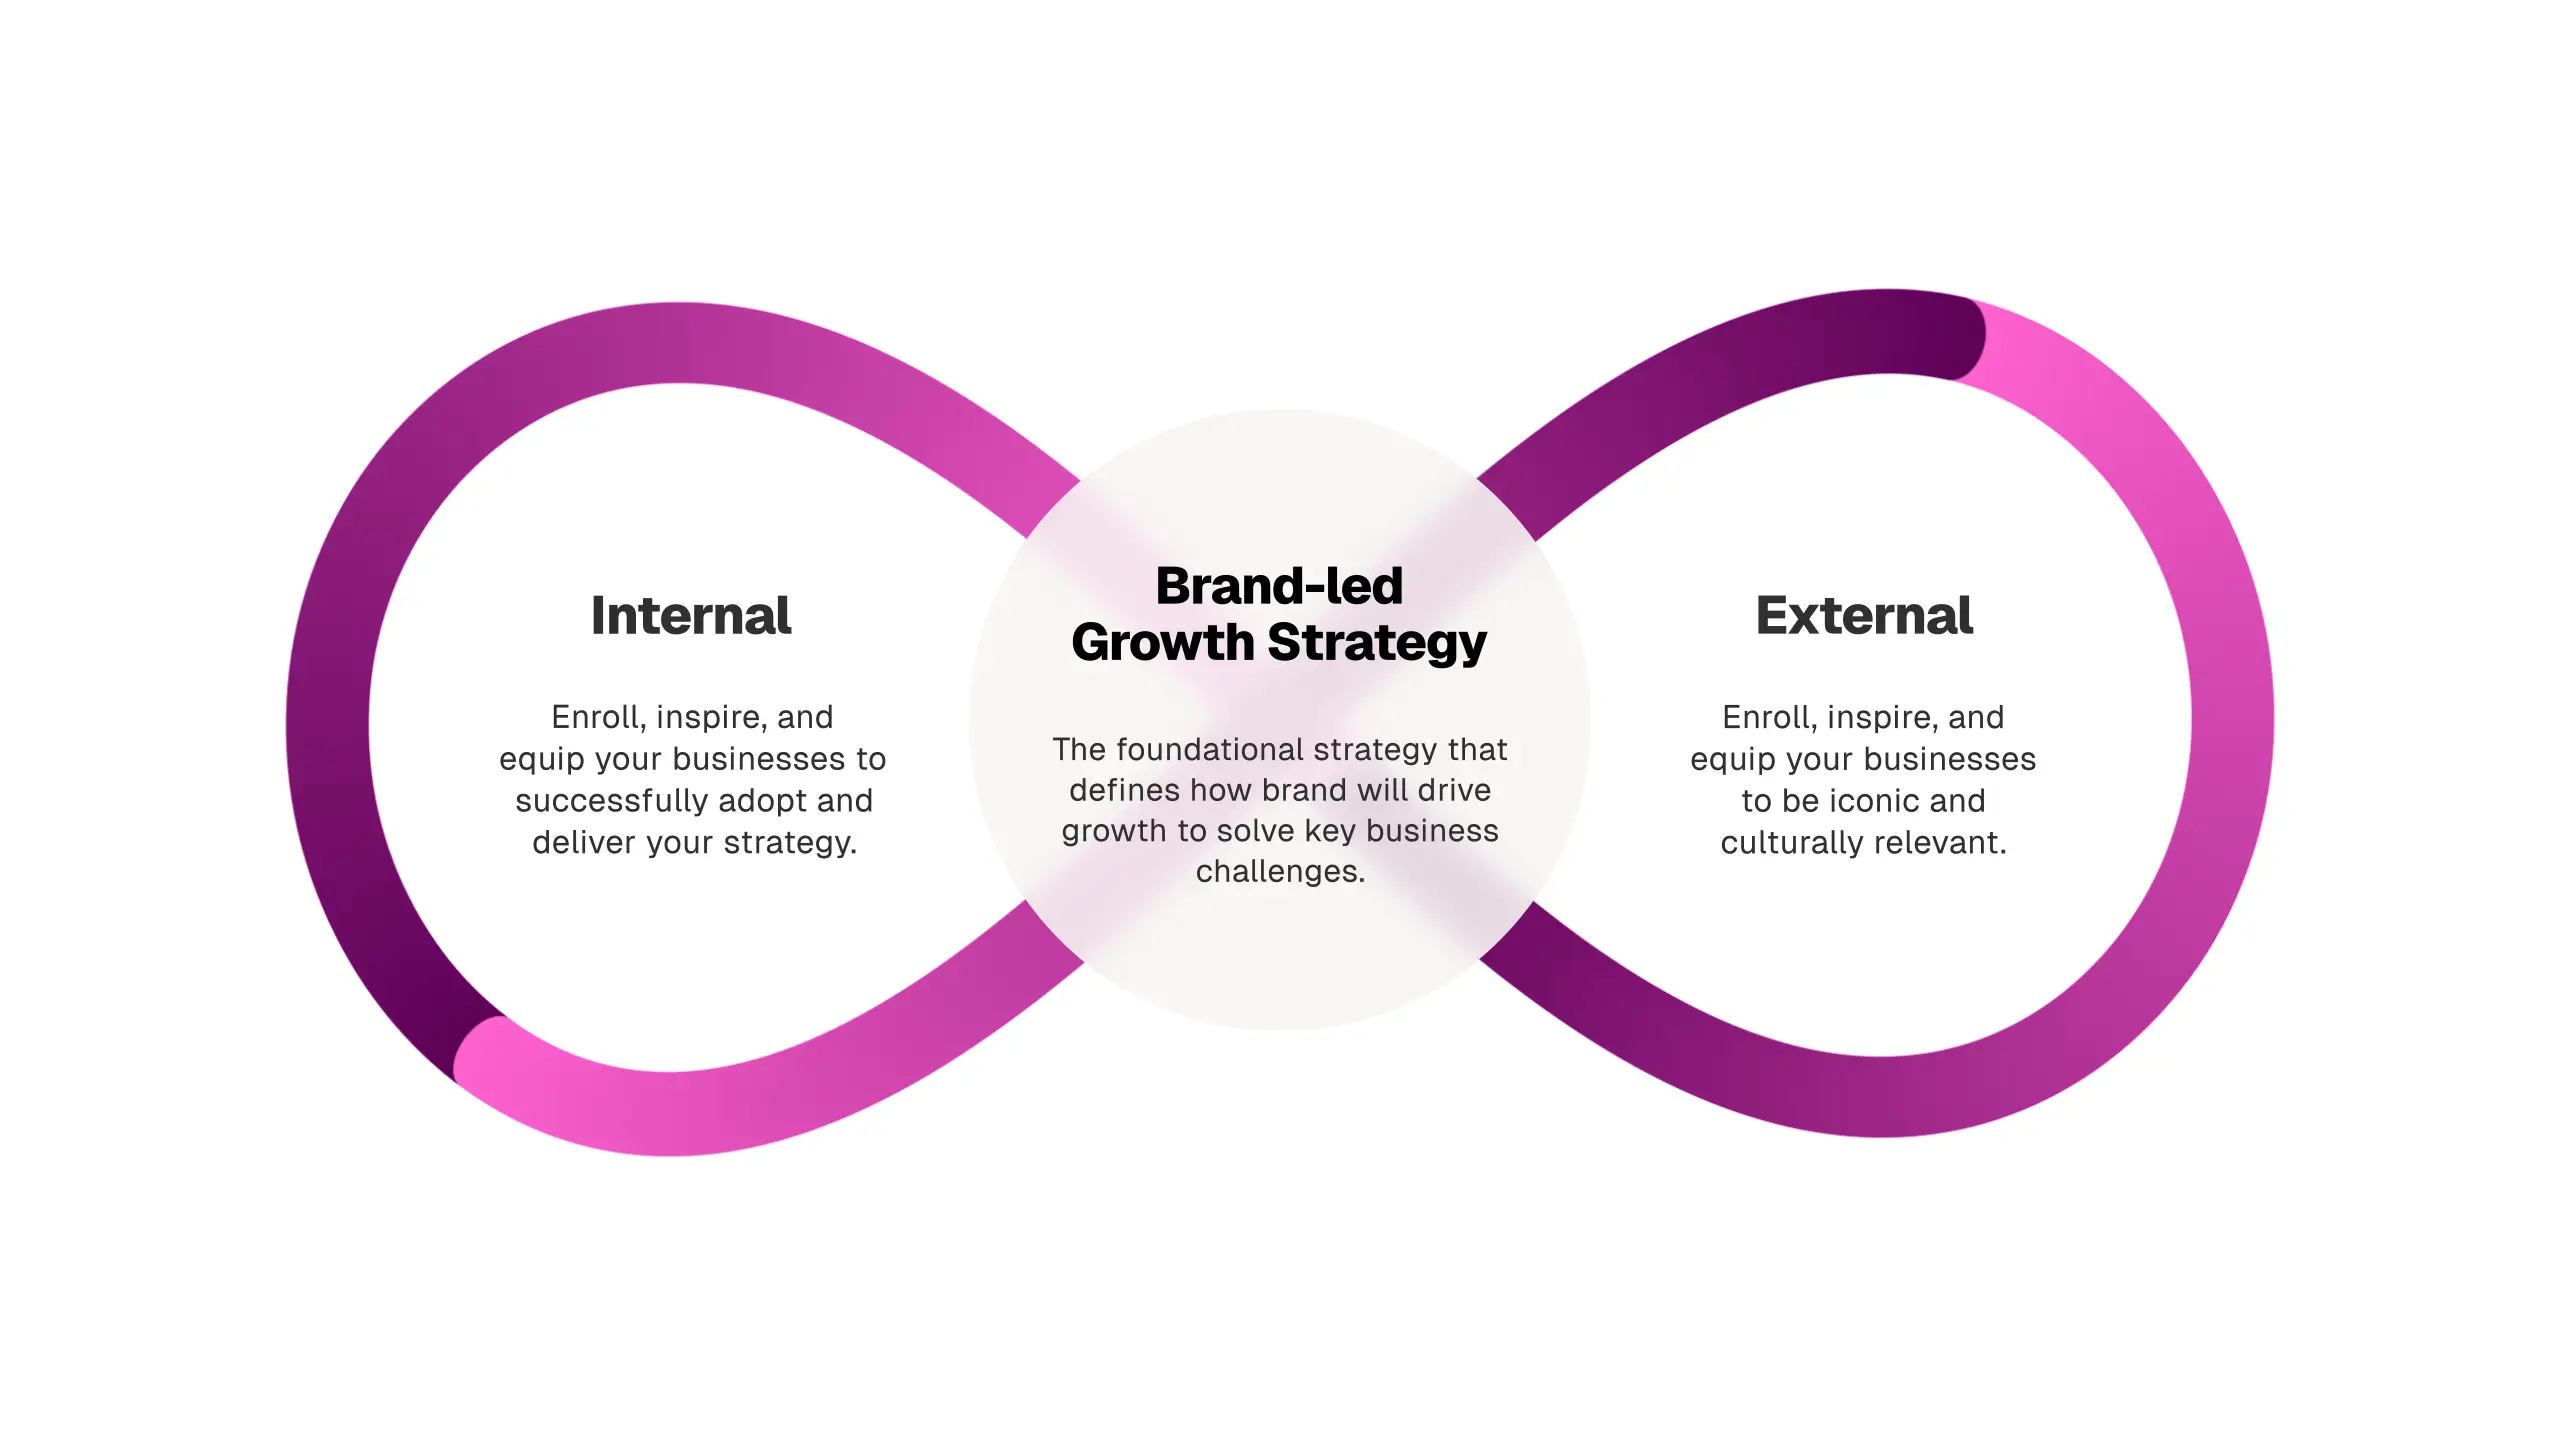 Internal
Enroll, inspire, and
equip your businesses to
successfully adopt and
deliver your strategy.
Brand-led
Growth Strategy
The foundational strategy that
defines how brand will drive
growth to solve key business
challenges.
External
Enroll, inspire, and
equip your businesses
to be iconic and
culturally relevant.